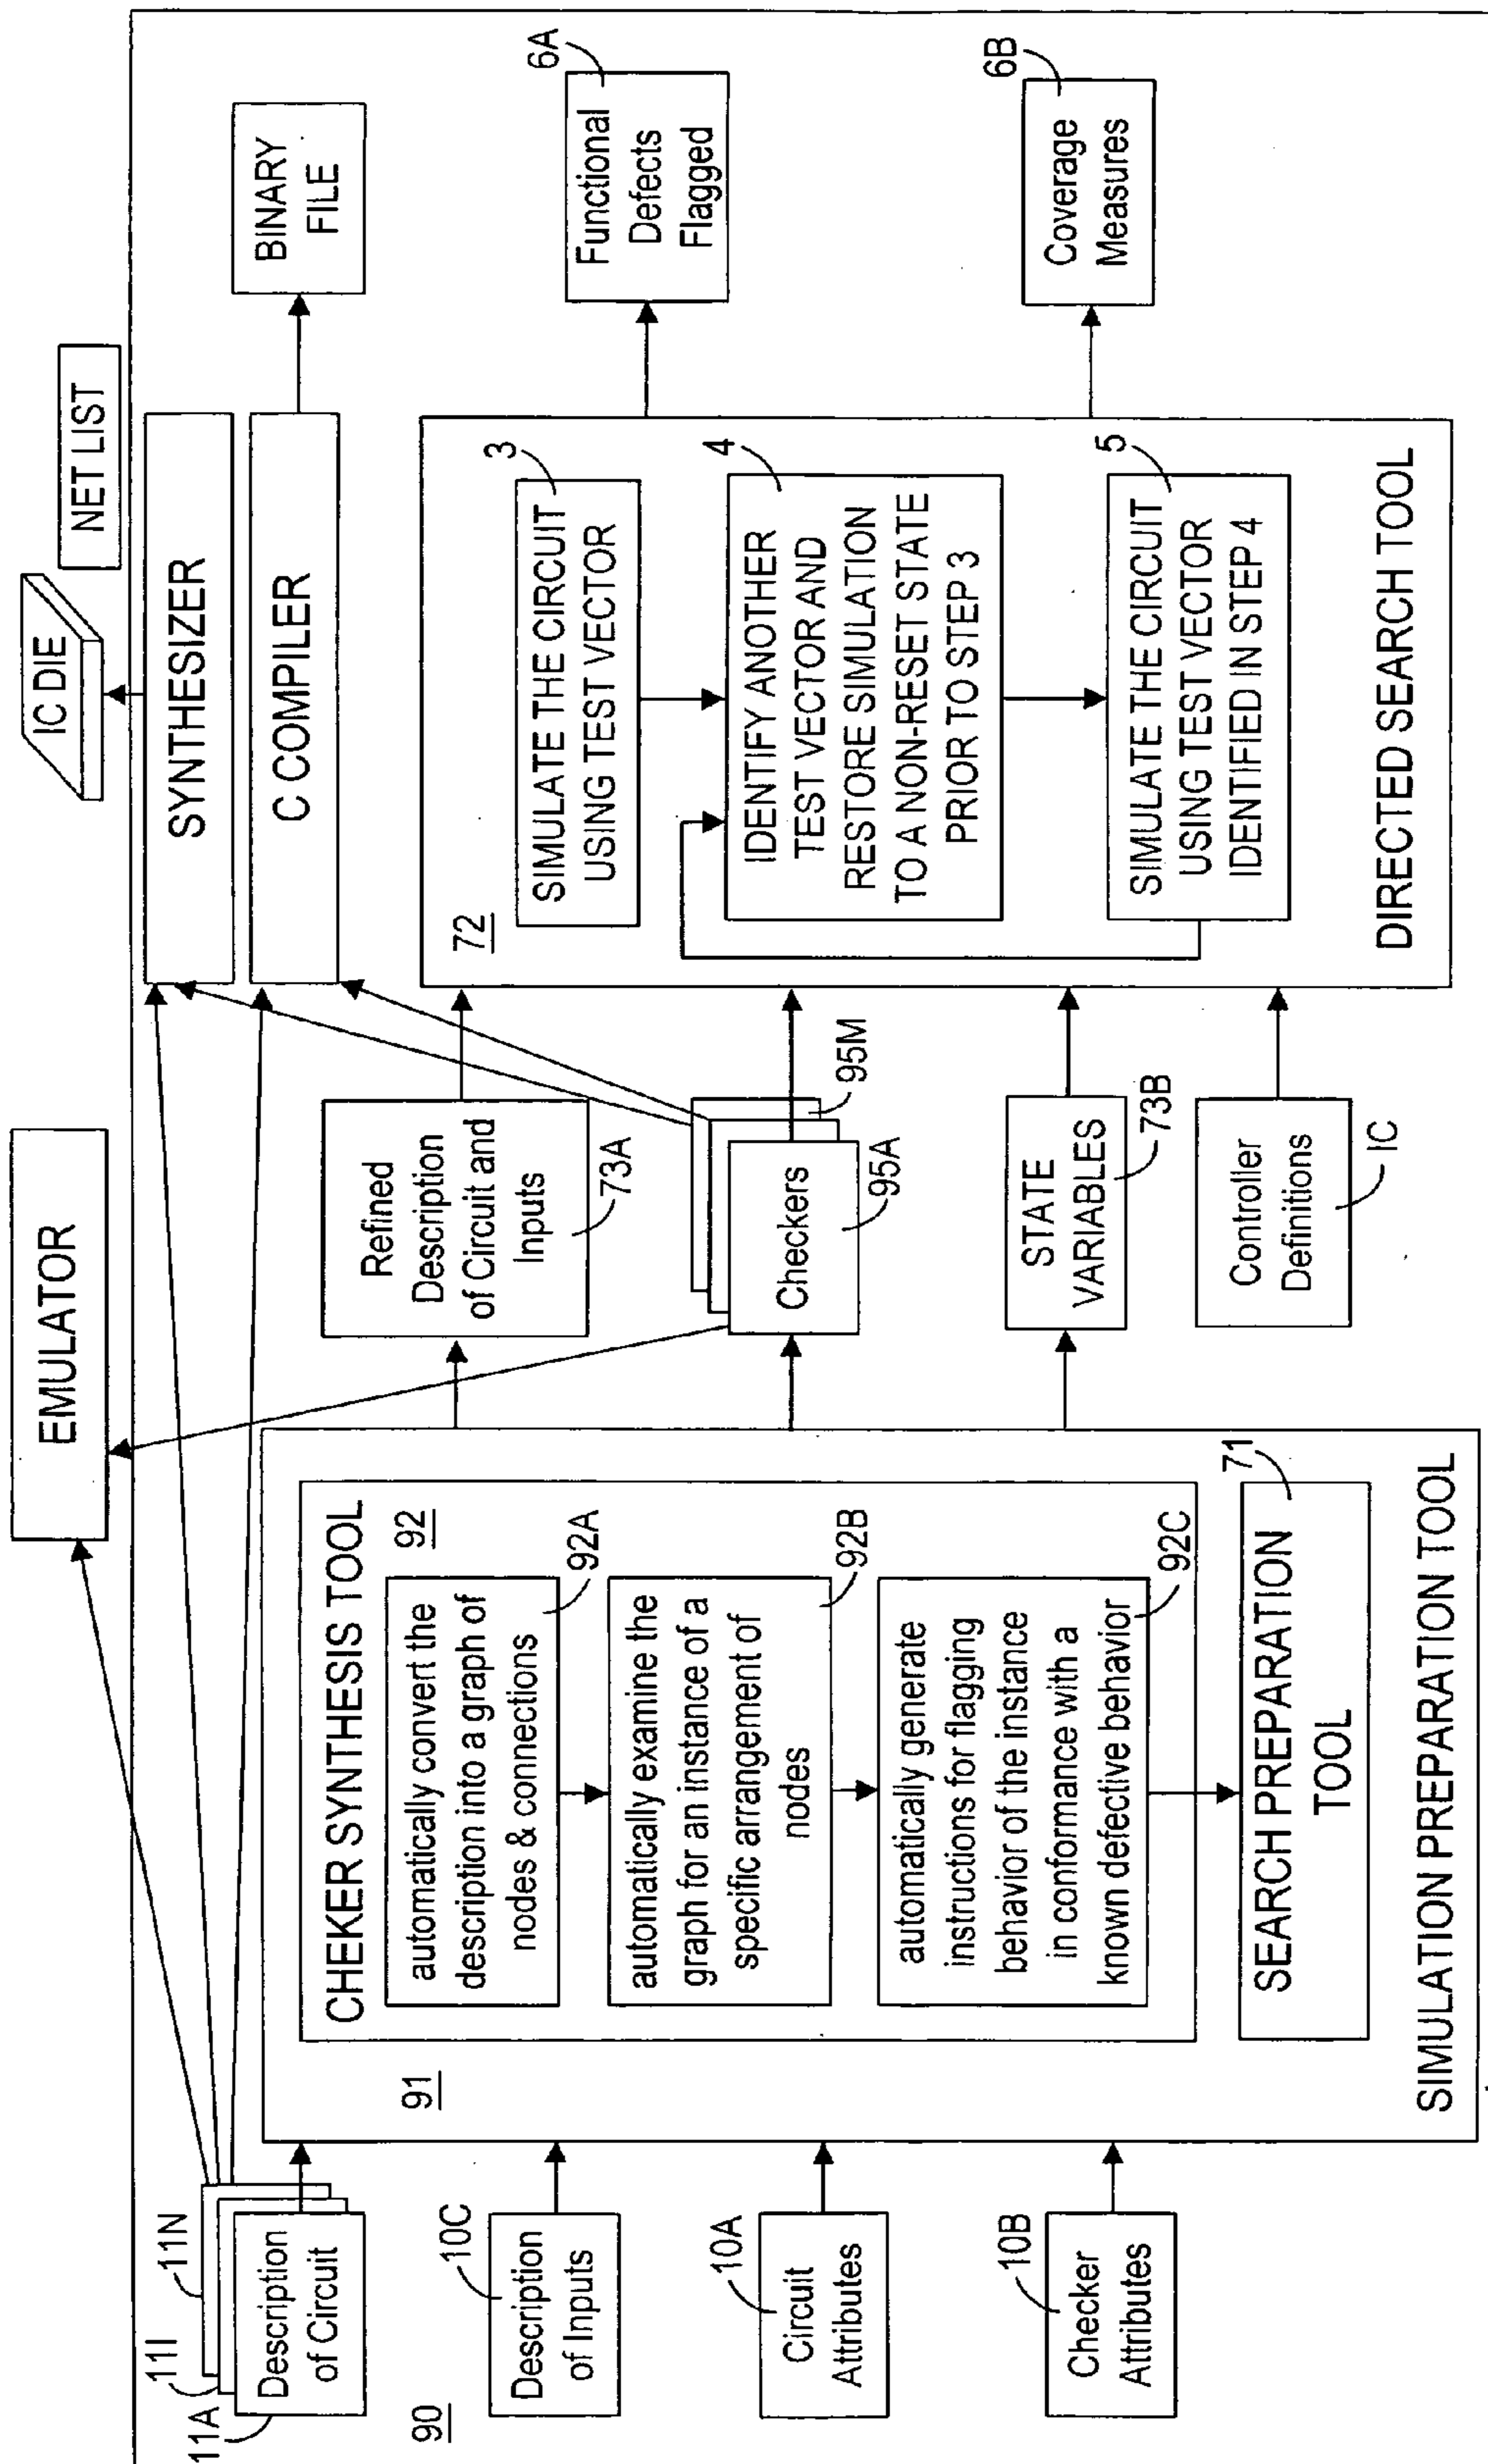 11A
11I
11N
Description
of Circuit
90
10C
Description
of Inputs
10A
Circuit
Attributes
10B
Checker
Attributes
EMULATOR
91
CHEKER SYNTHESIS TOOL
92
automatically convert the
description into a graph of
nodes & connections
92A
automatically examine the
graph for an instance of a
specific arrangement of
nodes
92B
automatically generate
instructions for flagging
behavior of the instance
in conformance with a
known defective behavior
92C
71
SEARCH PREPARATION
TOOL
SIMULATION PREPARATION TOOL
Refined
Description
of Circuit and
Inputs
73A
Checkers
95M
95A
STATE
VARIABLES
73B
Controller
Definitions
IC
IC DIE
NET LIST
SYNTHESIZER
C COMPILER
BINARY
FILE
72
3
SIMULATE THE CIRCUIT
USING TEST VECTOR
4
IDENTIFY ANOTHER
TEST VECTOR AND
RESTORE SIMULATION
TO A NON-RESET STATE
PRIOR TO STEP 3
5
SIMULATE THE CIRCUIT
USING TEST VECTOR
IDENTIFIED IN STEP 4
DIRECTED SEARCH TOOL
6A
Functional
Defects
Flagged
6B
Coverage
Measures